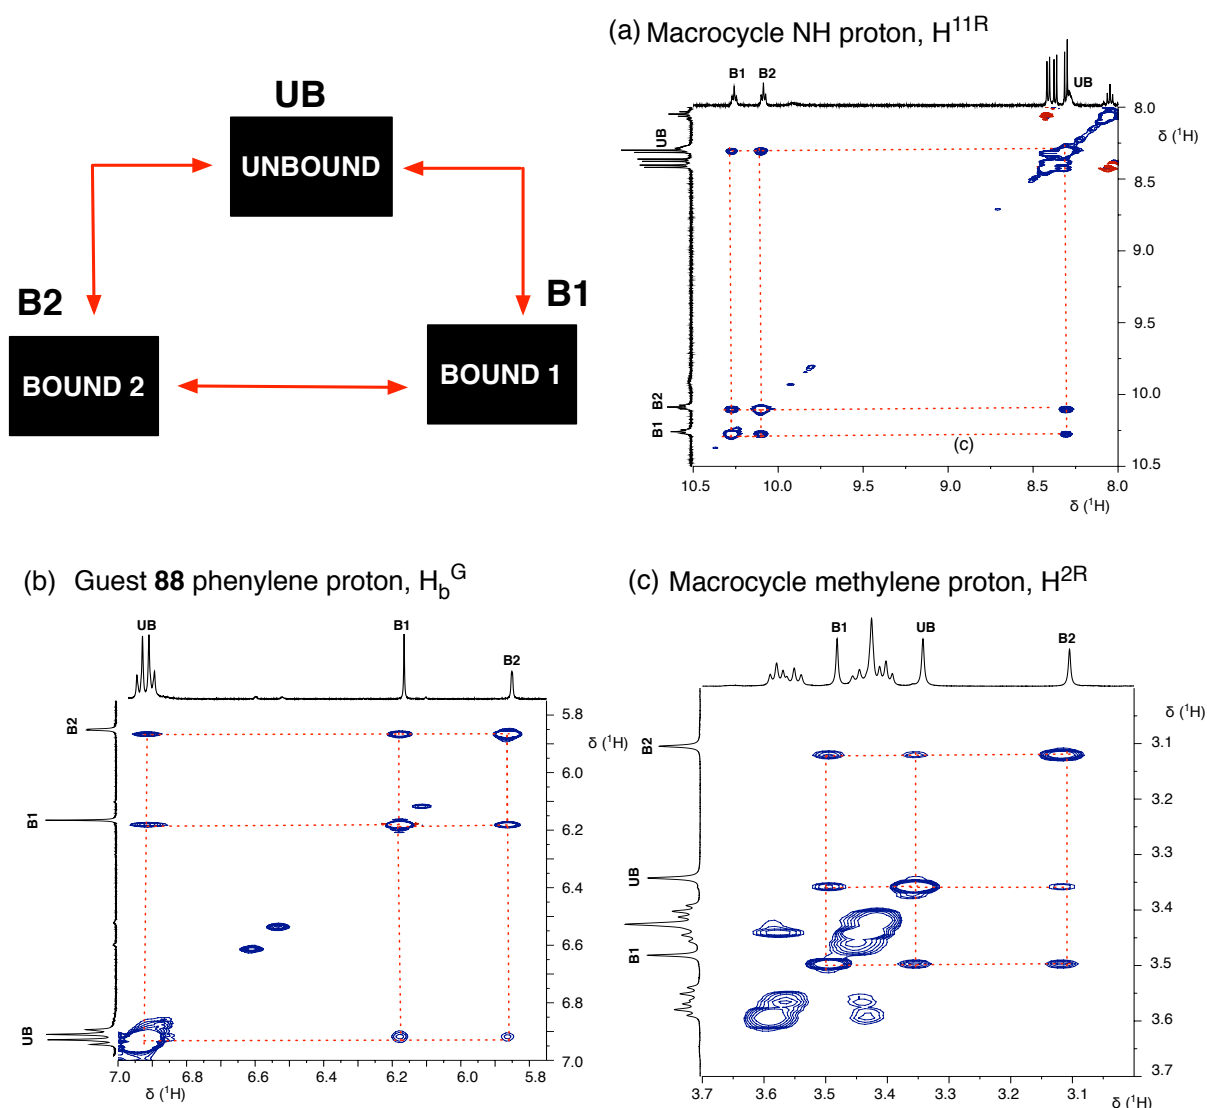 UB
UNBOUND
B2
BOUND 2
B1
BOUND 1
(a) Macrocycle NH proton, H11R
B1
B2
UB
8.0
δ (1H)
UB
8.5
9.0
9.5
10.0
B2
B1
(c)
10.5
10.5
10.0
9.5
9.0
8.5
8.0
δ (1H)
(b) Guest 88 phenylene proton, HbG
UB
B1
B2
B2
5.8
δ (1H)
6.0
B1
6.2
6.4
6.6
6.8
UB
7.0
7.0
6.8
6.6
6.4
6.2
6.0
5.8
δ (1H)
(c) Macrocycle methylene proton, H2R
B1
UB
B2
δ (1H)
B2
3.1
3.2
3.3
UB
3.4
B1
3.5
3.6
3.7
3.7
3.6
3.5
3.4
3.3
3.2
3.1
δ (1H)